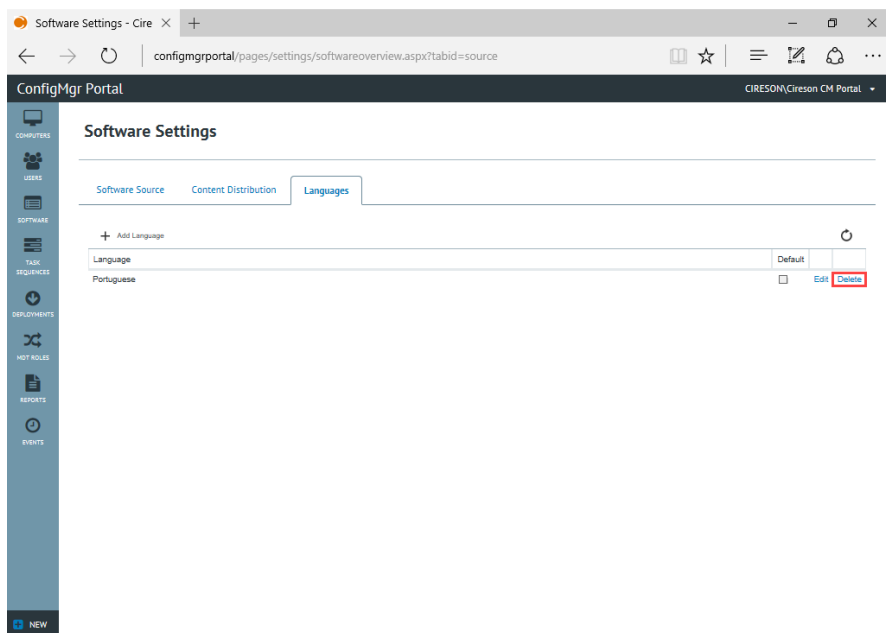 Software Settings - Cire
configmgrportal/pages/settings/softwareoverview.aspx?tabid=source
ConfigMgr Portal
CIRESON\Cireson CM Portal
COMPUTERS
USERS
SOFTWARE
TASK
SEQUENCES
DEPLOYMENTS
MDT ROLES
REPORTS
EVENTS
NEW
Software Settings
Software Source Content Distribution Languages
Add Language
Language Default
Portuguese Edit Delete